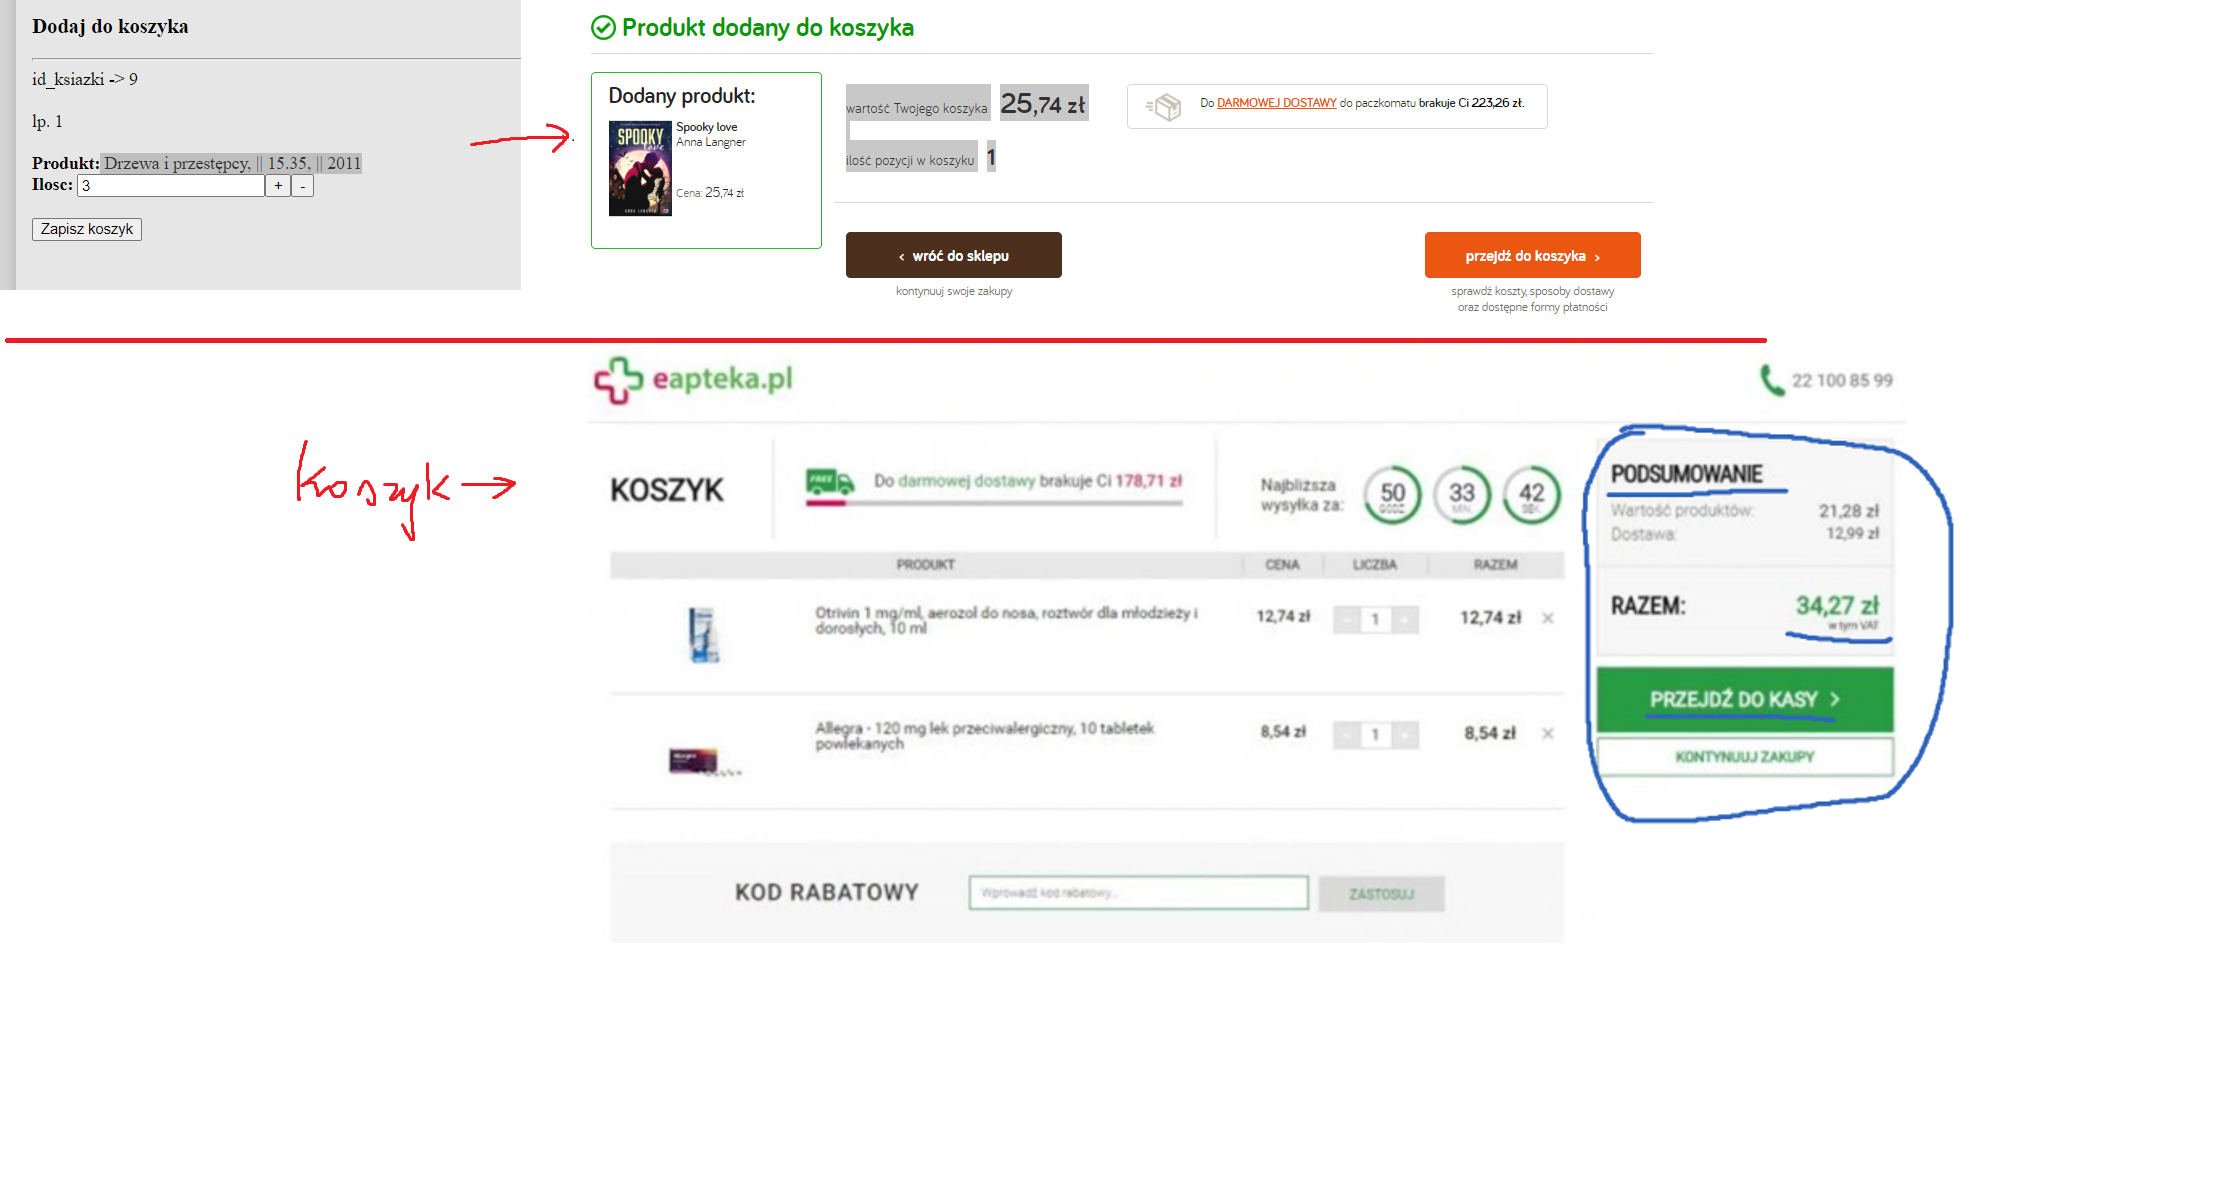 Dodaj do koszyka
id_ksiazki -> 9
lp. 1
Produkt: Drzewa i przestępcy, || 15.35, || 2011
Ilosc: 3 + -
Zapisz koszyk
Produkt dodany do koszyka
Dodany produkt:
SPOOKY
love
ANNA LANGNER
Spooky love
Anna Langner
Cena: 25,74 zł
wartość Twojego koszyka 25,74 zł
ilość pozycji w koszyku 1
Do DARMOWEJ DOSTAWY do paczkomatu brakuje Ci 223,26 zł.
‹ wróć do sklepu
kontynuuj swoje zakupy
przejdź do koszyka ›
sprawdź koszty, sposoby dostawy
oraz dostępne formy płatności
eapteka.pl
22 100 85 99
koszyk →
KOSZYK
FREE
Do darmowej dostawy brakuje Ci 178,71 zł
Najbliższa
wysyłka za:
50 GODZ
33 MIN.
42 SEK.
PRODUKT CENA LICZBA RAZEM
Otrivin 1 mg/ml, aerozol do nosa, roztwór dla młodzieży i
dorosłych, 10 ml
12,74 zł - 1 + 12,74 zł ×
Allegra - 120 mg lek przeciwalergiczny, 10 tabletek
powlekanych
8,54 zł - 1 + 8,54 zł ×
KOD RABATOWY Wprowadź kod rabatowy... ZASTOSUJ
PODSUMOWANIE
Wartość produktów: 21,28 zł
Dostawa: 12,99 zł
RAZEM: 34,27 zł
w tym VAT
PRZEJDŹ DO KASY >
KONTYNUUJ ZAKUPY